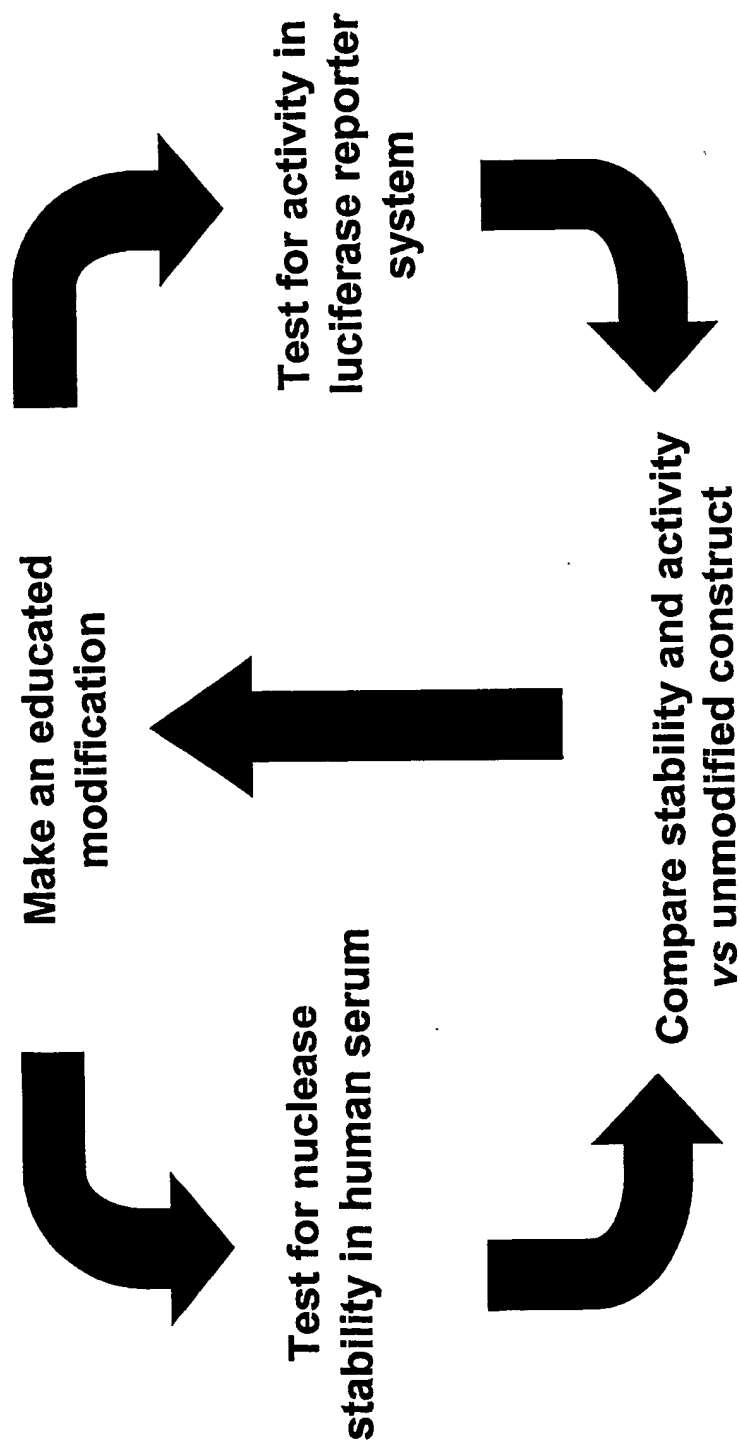 Make an educated
modification
Test for nuclease
stability in human serum
Test for activity in
luciferase reporter
system
Compare stability and activity
vs unmodified construct